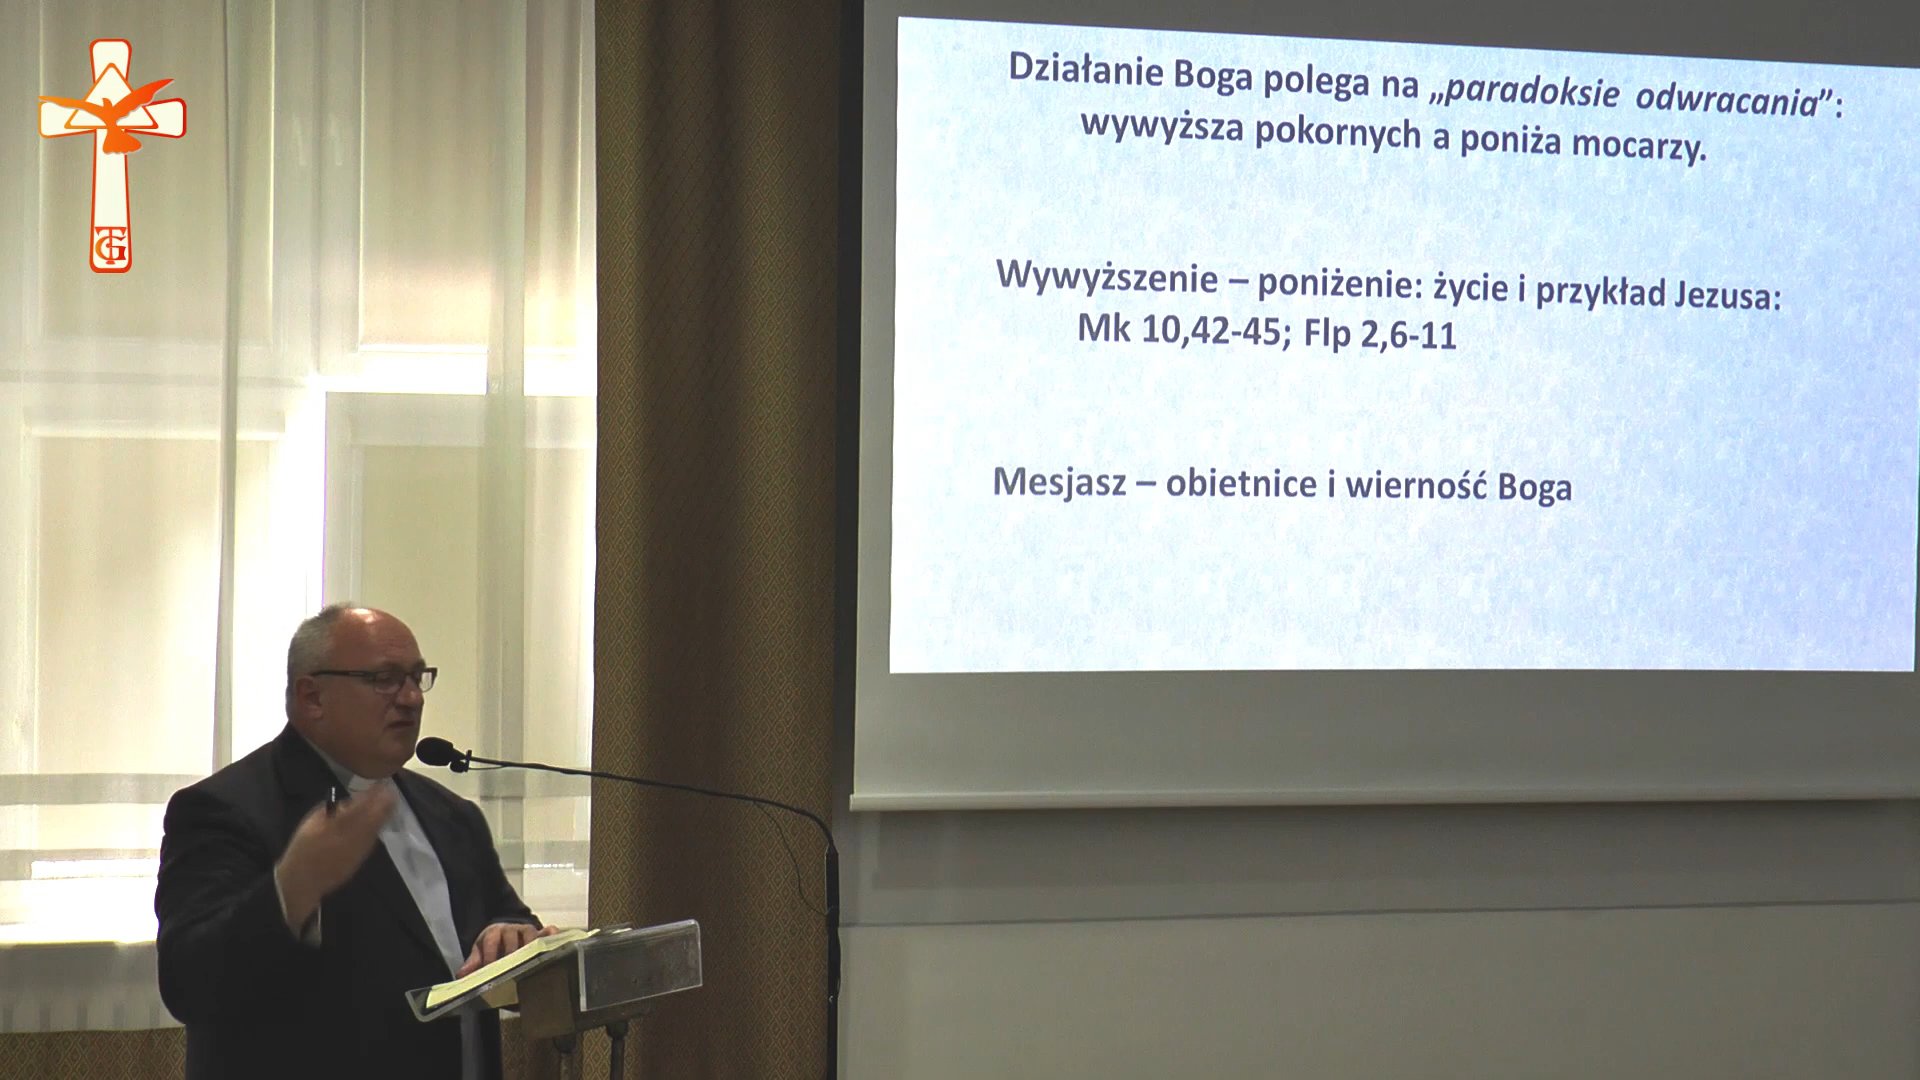 Działanie Boga polega na „paradoksie odwracania”:
wywyższa pokornych a poniża mocarzy.
Wywyższenie – poniżenie: życie i przykład Jezusa:
Mk 10,42-45; Flp 2,6-11
Mesjasz – obietnice i wierność Boga